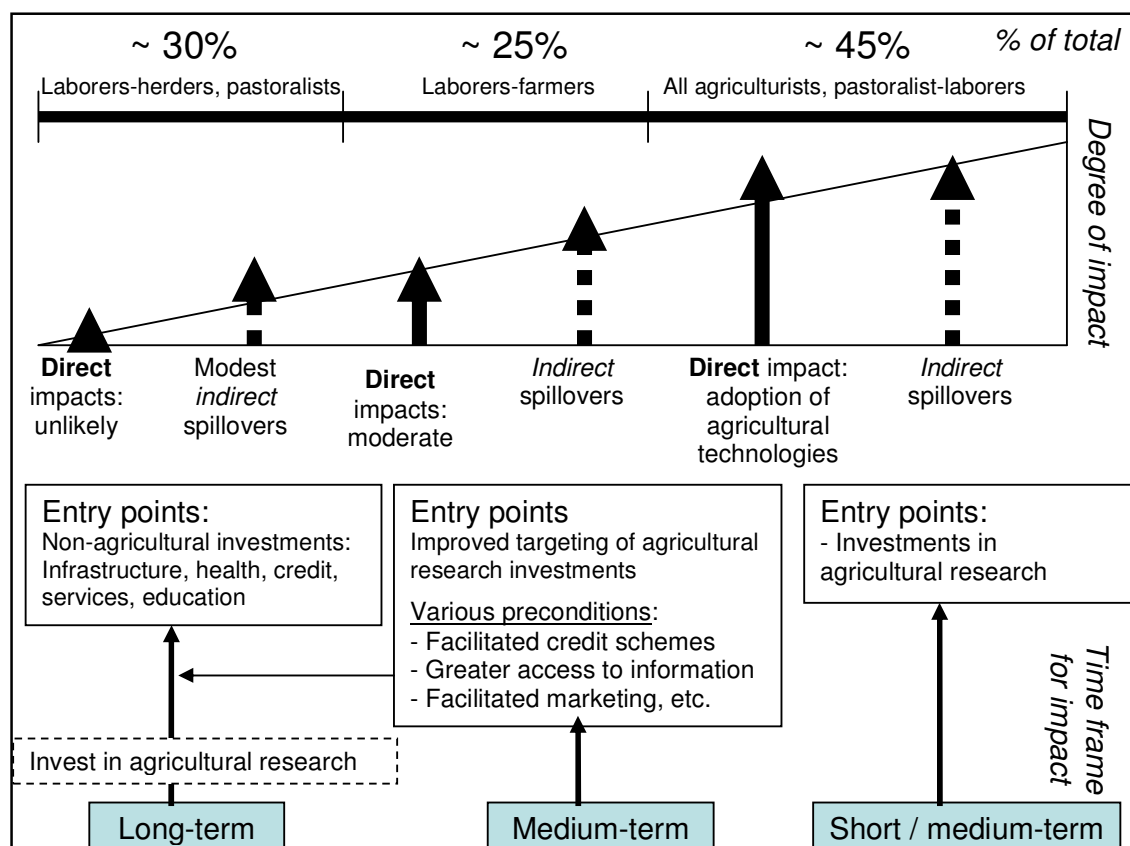 ~ 30%
~ 25%
~ 45%
% of total
Laborers-herders, pastoralists
Laborers-farmers
All agriculturists, pastoralist-laborers
Degree of impact
Direct
impacts:
unlikely
Modest
indirect
spillovers
Direct
impacts:
moderate
Indirect
spillovers
Direct impact:
adoption of
agricultural
technologies
Indirect
spillovers
Entry points:
Non-agricultural investments:
Infrastructure, health, credit,
services, education
Entry points
Improved targeting of agricultural
research investments
Various preconditions:
- Facilitated credit schemes
- Greater access to information
- Facilitated marketing, etc.
Entry points:
- Investments in
agricultural research
Time frame
for impact
Invest in agricultural research
Long-term
Medium-term
Short / medium-term